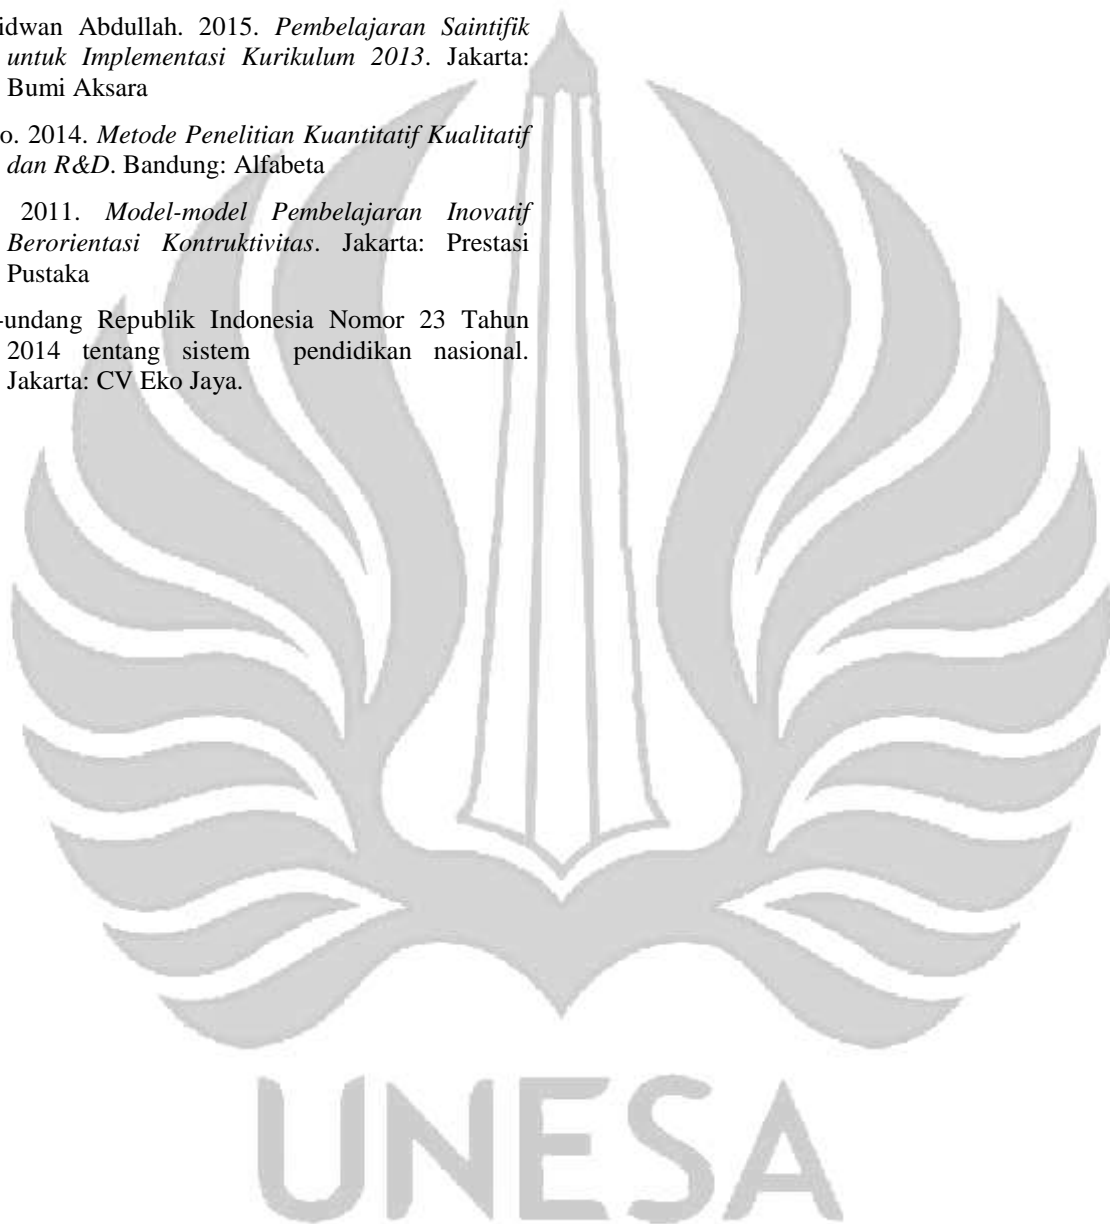 idwan Abdullah. 2015. Pembelajaran Saintifik
untuk Implementasi Kurikulum 2013. Jakarta:
Bumi Aksara
o. 2014. Metode Penelitian Kuantitatif Kualitatif
dan R&D. Bandung: Alfabeta
2011. Model-model Pembelajaran Inovatif
Berorientasi Kontruktivitas. Jakarta: Prestasi
Pustaka
-undang Republik Indonesia Nomor 23 Tahun
2014 tentang sistem pendidikan nasional.
Jakarta: CV Eko Jaya.
UNESA